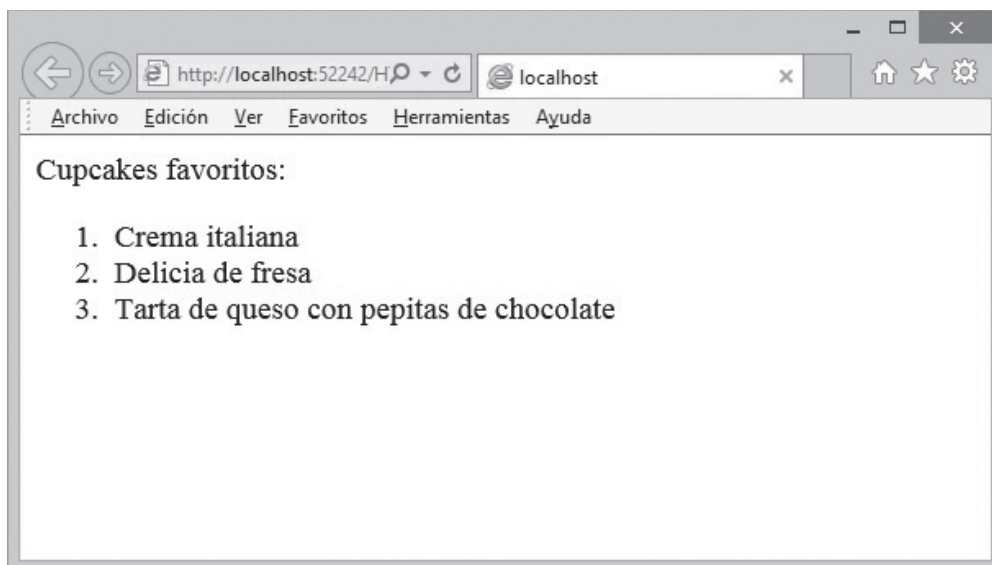 http://localhost:52242/H
localhost
Archivo Edición Ver Favoritos Herramientas Ayuda
Cupcakes favoritos:
1. Crema italiana
2. Delicia de fresa
3. Tarta de queso con pepitas de chocolate